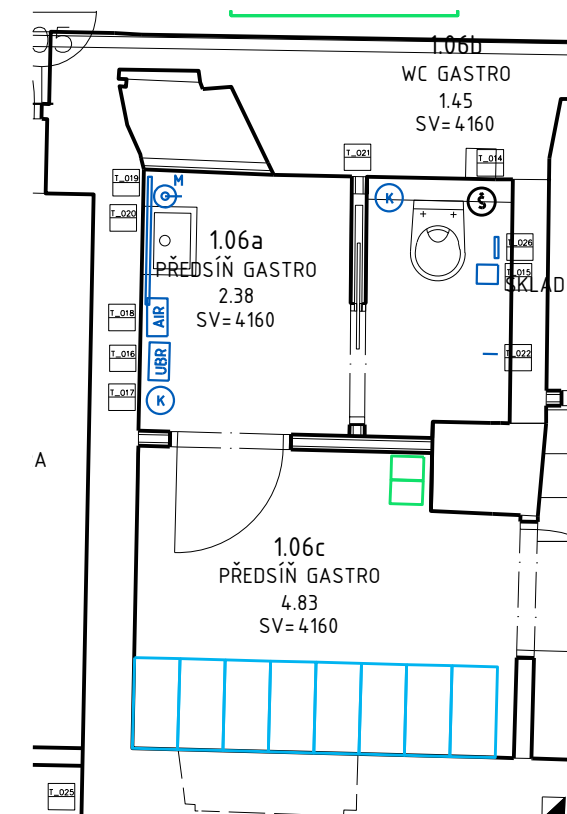 05
1.06b
WC GASTRO
1.45
SV=4160
T_021
T_014
T_019
M
K
Š
T_020
1.06a
PŘEDSÍŇ GASTRO
2.38
SV=4160
T_026
T_015
SKLAD
T_018
AIR
T_016
UBR
T_022
T_017
K
A
1.06c
PŘEDSÍŇ GASTRO
4.83
SV=4160
T_025